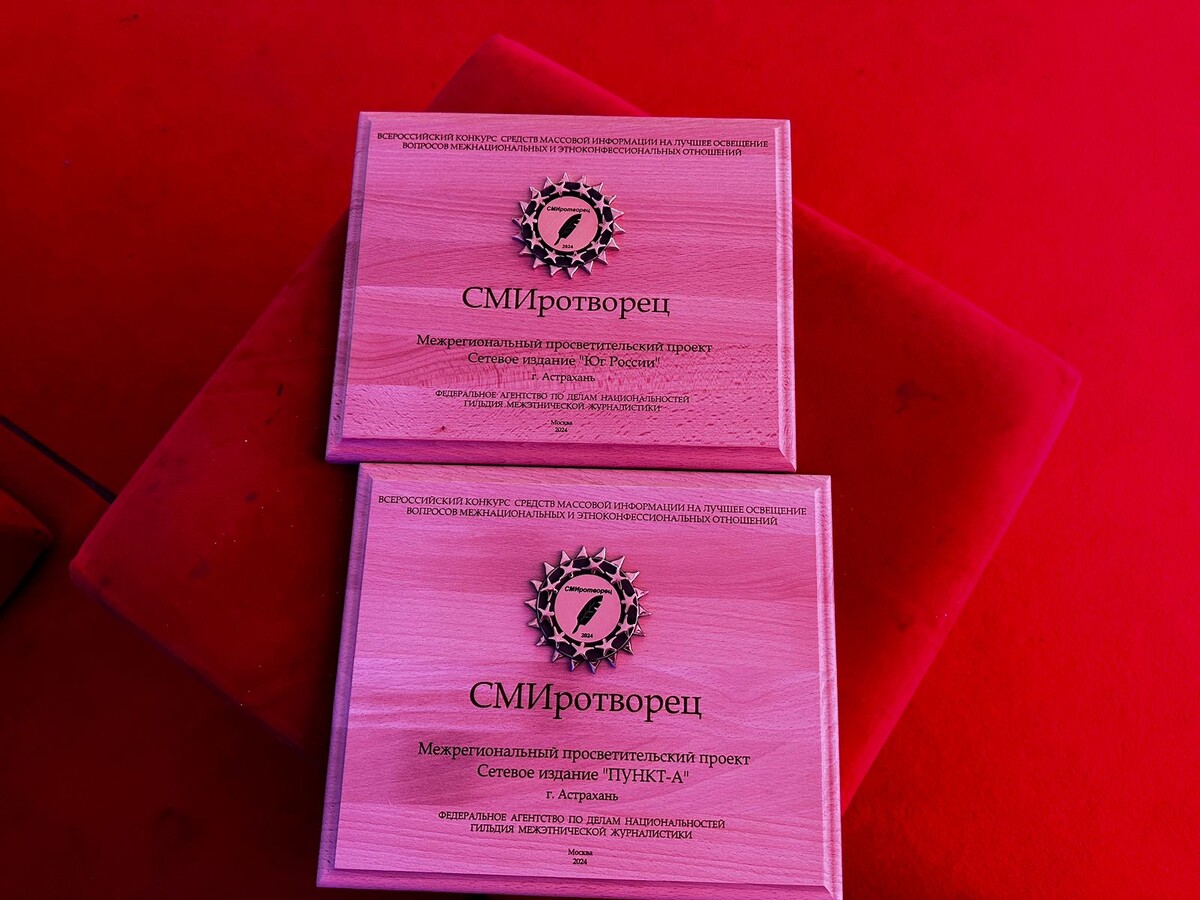 ВСЕРОССИЙСКИЙ КОНКУРС СРЕДСТВ МАССОВОЙ ИНФОРМАЦИИ НА ЛУЧШЕЕ ОСВЕЩЕНИЕ
ВОПРОСОВ МЕЖНАЦИОНАЛЬНЫХ И ЭТНОКОНФЕССИОНАЛЬНЫХ ОТНОШЕНИЙ
СМИротворец
2024
СМИротворец
Межрегиональный просветительский проект
Сетевое издание "Юг России"
г. Астрахань
ФЕДЕРАЛЬНОЕ АГЕНТСТВО ПО ДЕЛАМ НАЦИОНАЛЬНОСТЕЙ
ГИЛЬДИЯ МЕЖЭТНИЧЕСКОЙ ЖУРНАЛИСТИКИ
Москва
2024
ВСЕРОССИЙСКИЙ КОНКУРС СРЕДСТВ МАССОВОЙ ИНФОРМАЦИИ НА ЛУЧШЕЕ ОСВЕЩЕНИЕ
ВОПРОСОВ МЕЖНАЦИОНАЛЬНЫХ И ЭТНОКОНФЕССИОНАЛЬНЫХ ОТНОШЕНИЙ
СМИротворец
2024
СМИротворец
Межрегиональный просветительский проект
Сетевое издание "ПУНКТ-А"
г. Астрахань
ФЕДЕРАЛЬНОЕ АГЕНТСТВО ПО ДЕЛАМ НАЦИОНАЛЬНОСТЕЙ
ГИЛЬДИЯ МЕЖЭТНИЧЕСКОЙ ЖУРНАЛИСТИКИ
Москва
2024